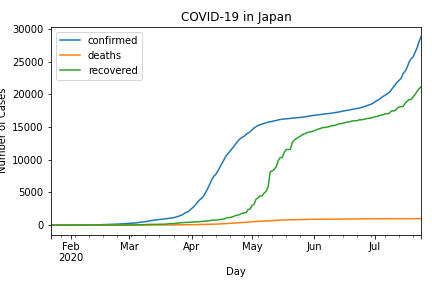 COVID-19 in Japan
30000
25000
20000
15000
10000
5000
0
confirmed
deaths
recovered
Number of Cases
Feb
2020
Mar
Apr
May
Jun
Jul
Day